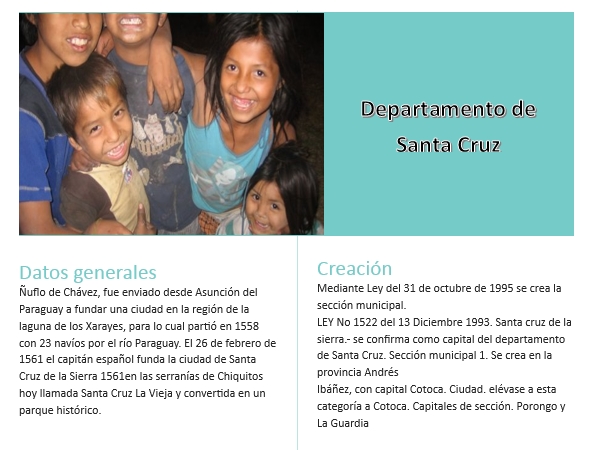 Departamento de
Santa Cruz
Datos generales
Ñuflo de Chávez, fue enviado desde Asunción del
Paraguay a fundar una ciudad en la región de la
laguna de los Xarayes, para lo cual partió en 1558
con 23 navíos por el río Paraguay. El 26 de febrero de
1561 el capitán español funda la ciudad de Santa
Cruz de la Sierra 1561en las serranías de Chiquitos
hoy llamada Santa Cruz La Vieja y convertida en un
parque histórico.
Creación
Mediante Ley del 31 de octubre de 1995 se crea la
sección municipal.
LEY No 1522 del 13 Diciembre 1993. Santa cruz de la
sierra.- se confirma como capital del departamento
de Santa Cruz. Sección municipal 1. Se crea en la
provincia Andrés
Ibáñez, con capital Cotoca. Ciudad. elévase a esta
categoría a Cotoca. Capitales de sección. Porongo y
La Guardia